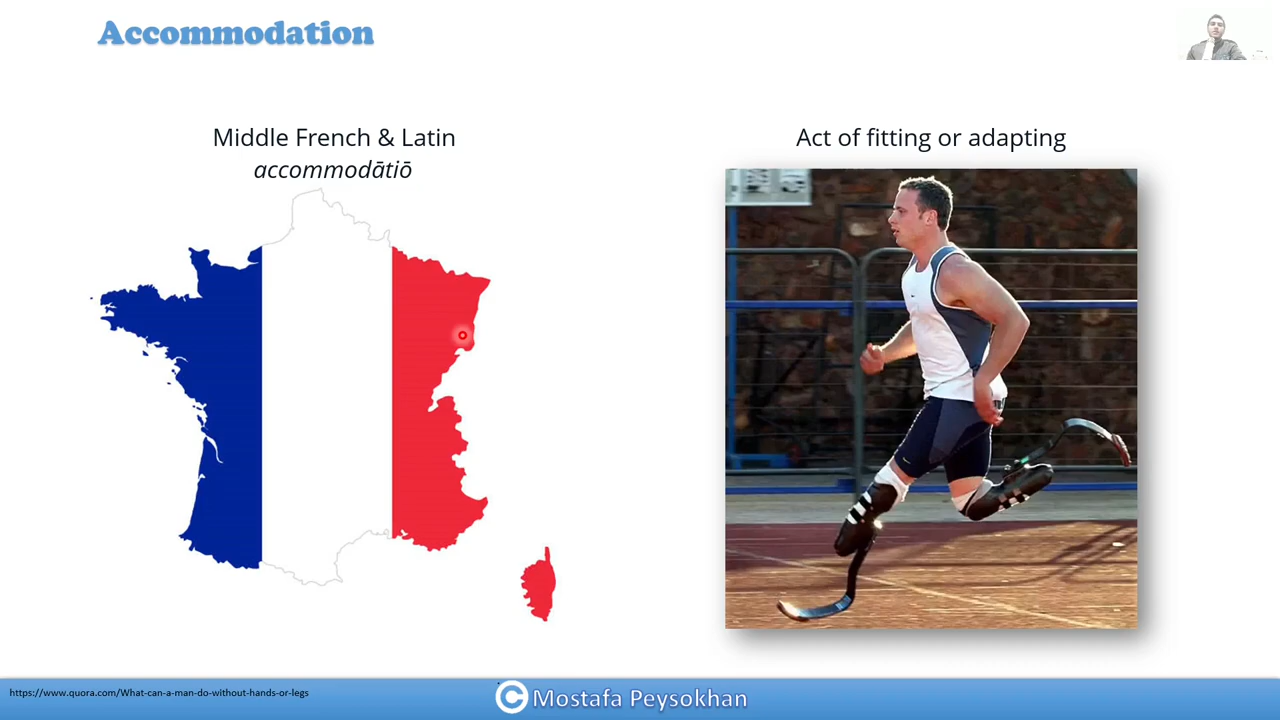 Accommodation
Middle French & Latin
accommodātiō
Act of fitting or adapting
https://www.quora.com/What-can-a-man-do-without-hands-or-legs
© Mostafa Peysokhan